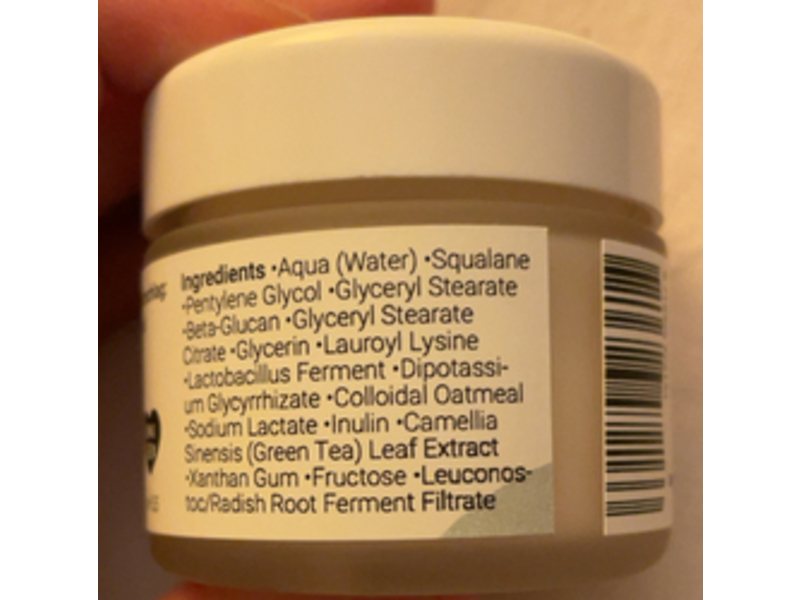 Ingredients •Aqua (Water) •Squalane
•Pentylene Glycol •Glyceryl Stearate
•Beta-Glucan •Glyceryl Stearate
Citrate •Glycerin •Lauroyl Lysine
•Lactobacillus Ferment •Dipotassi-
um Glycyrrhizate •Colloidal Oatmeal
•Sodium Lactate •Inulin •Camellia
Sinensis (Green Tea) Leaf Extract
•Xanthan Gum •Fructose •Leuconos-
toc/Radish Root Ferment Filtrate